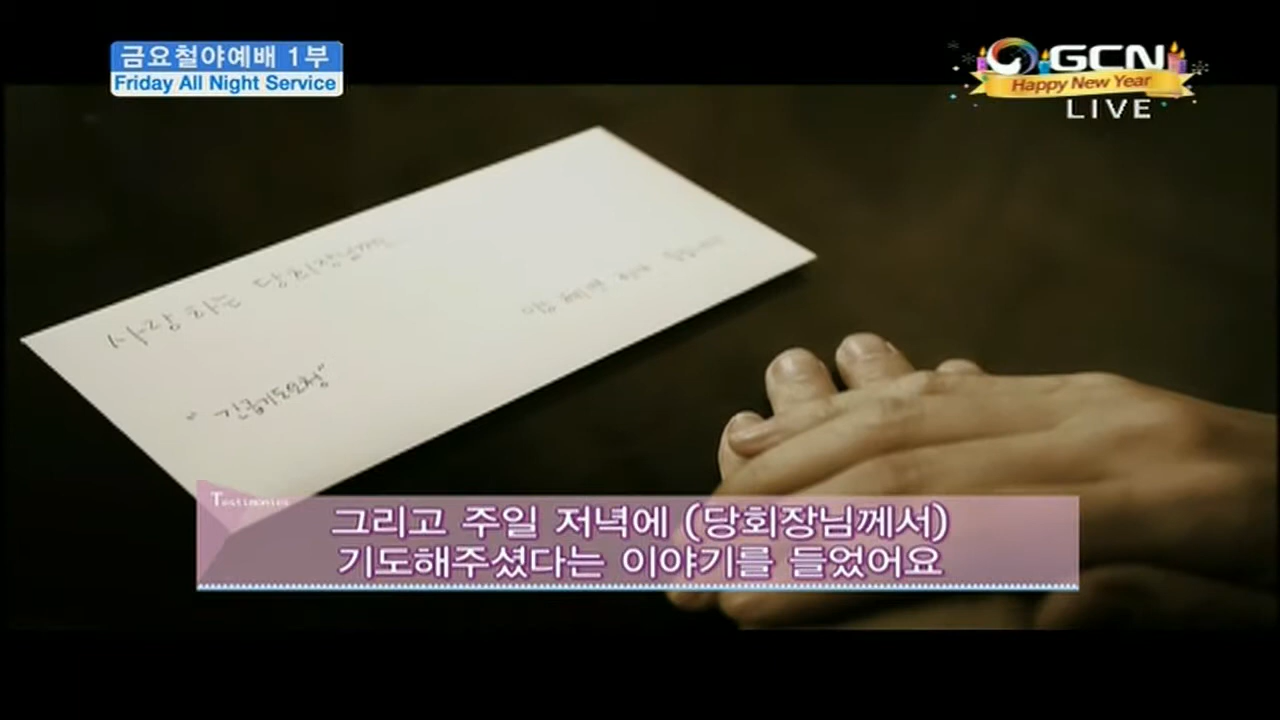 금요철야예배 1부
Friday All Night Service
GCN
Happy New Year
LIVE
사랑하는 당회장님께
"긴급기도요청"
Testimonies
그리고 주일 저녁에 (당회장님께서)
기도해주셨다는 이야기를 들었어요